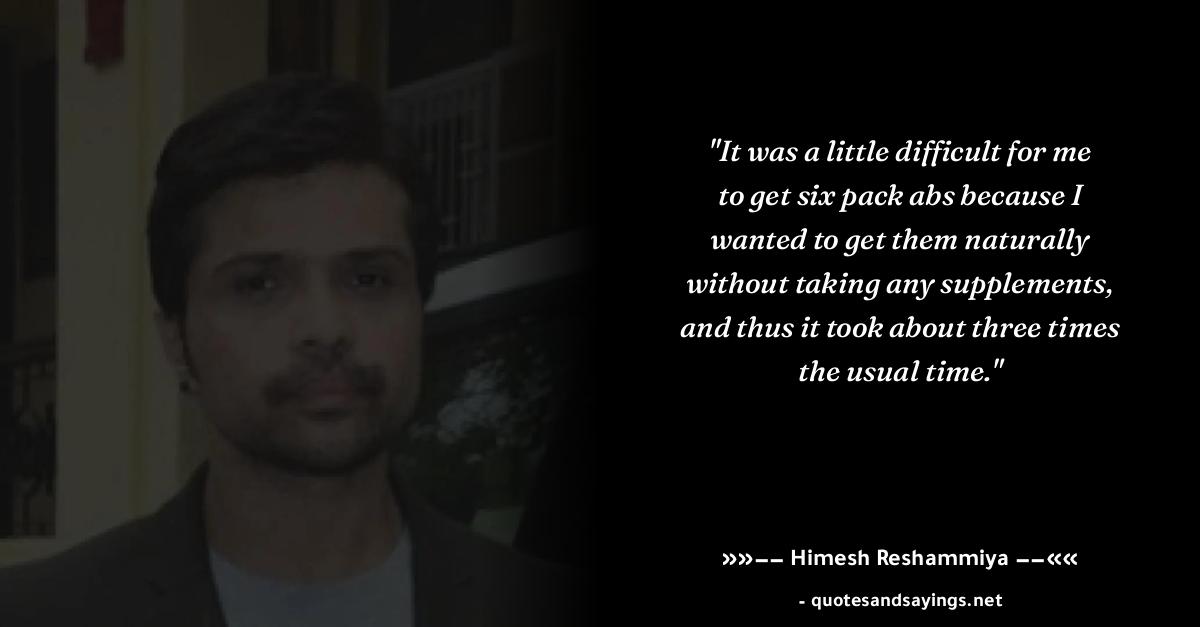 "It was a little difficult for me
to get six pack abs because I
wanted to get them naturally
without taking any supplements,
and thus it took about three times
the usual time."
»»−− Himesh Reshammiya −−««
- quotesandsayings.net